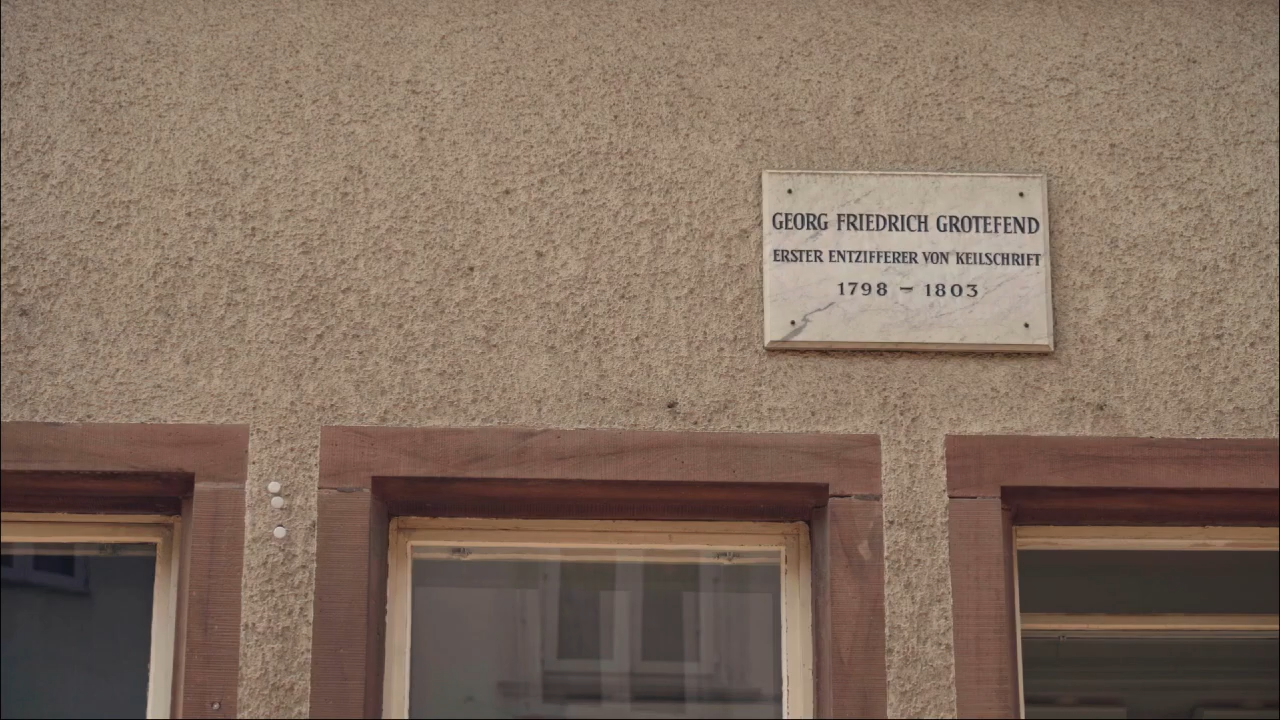 GEORG FRIEDRICH GROTEFEND
ERSTER ENTZIFFERER VON KEILSCHRIFT
1798 – 1803